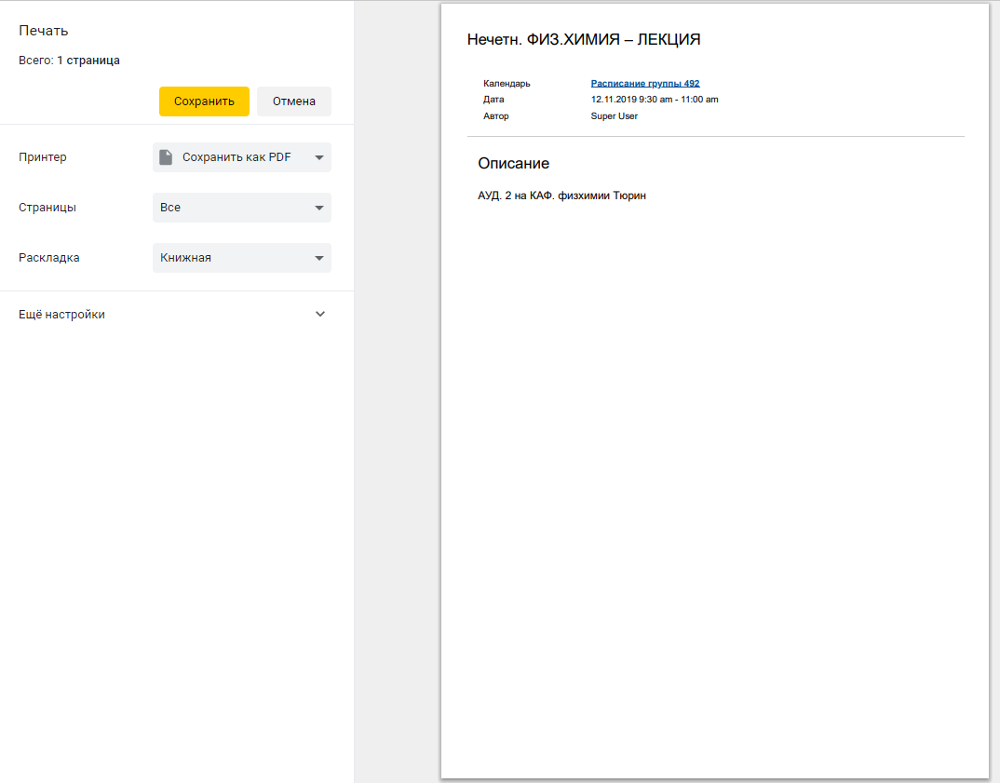 Печать
Всего: 1 страница
Сохранить
Отмена
Принтер
Сохранить как PDF
Страницы
Все
Раскладка
Книжная
Ещё настройки
Нечетн. ФИЗ.ХИМИЯ – ЛЕКЦИЯ
Календарь Расписание группы 492
Дата 12.11.2019 9:30 am - 11:00 am
Автор Super User
Описание
АУД. 2 на КАФ. физхимии Тюрин